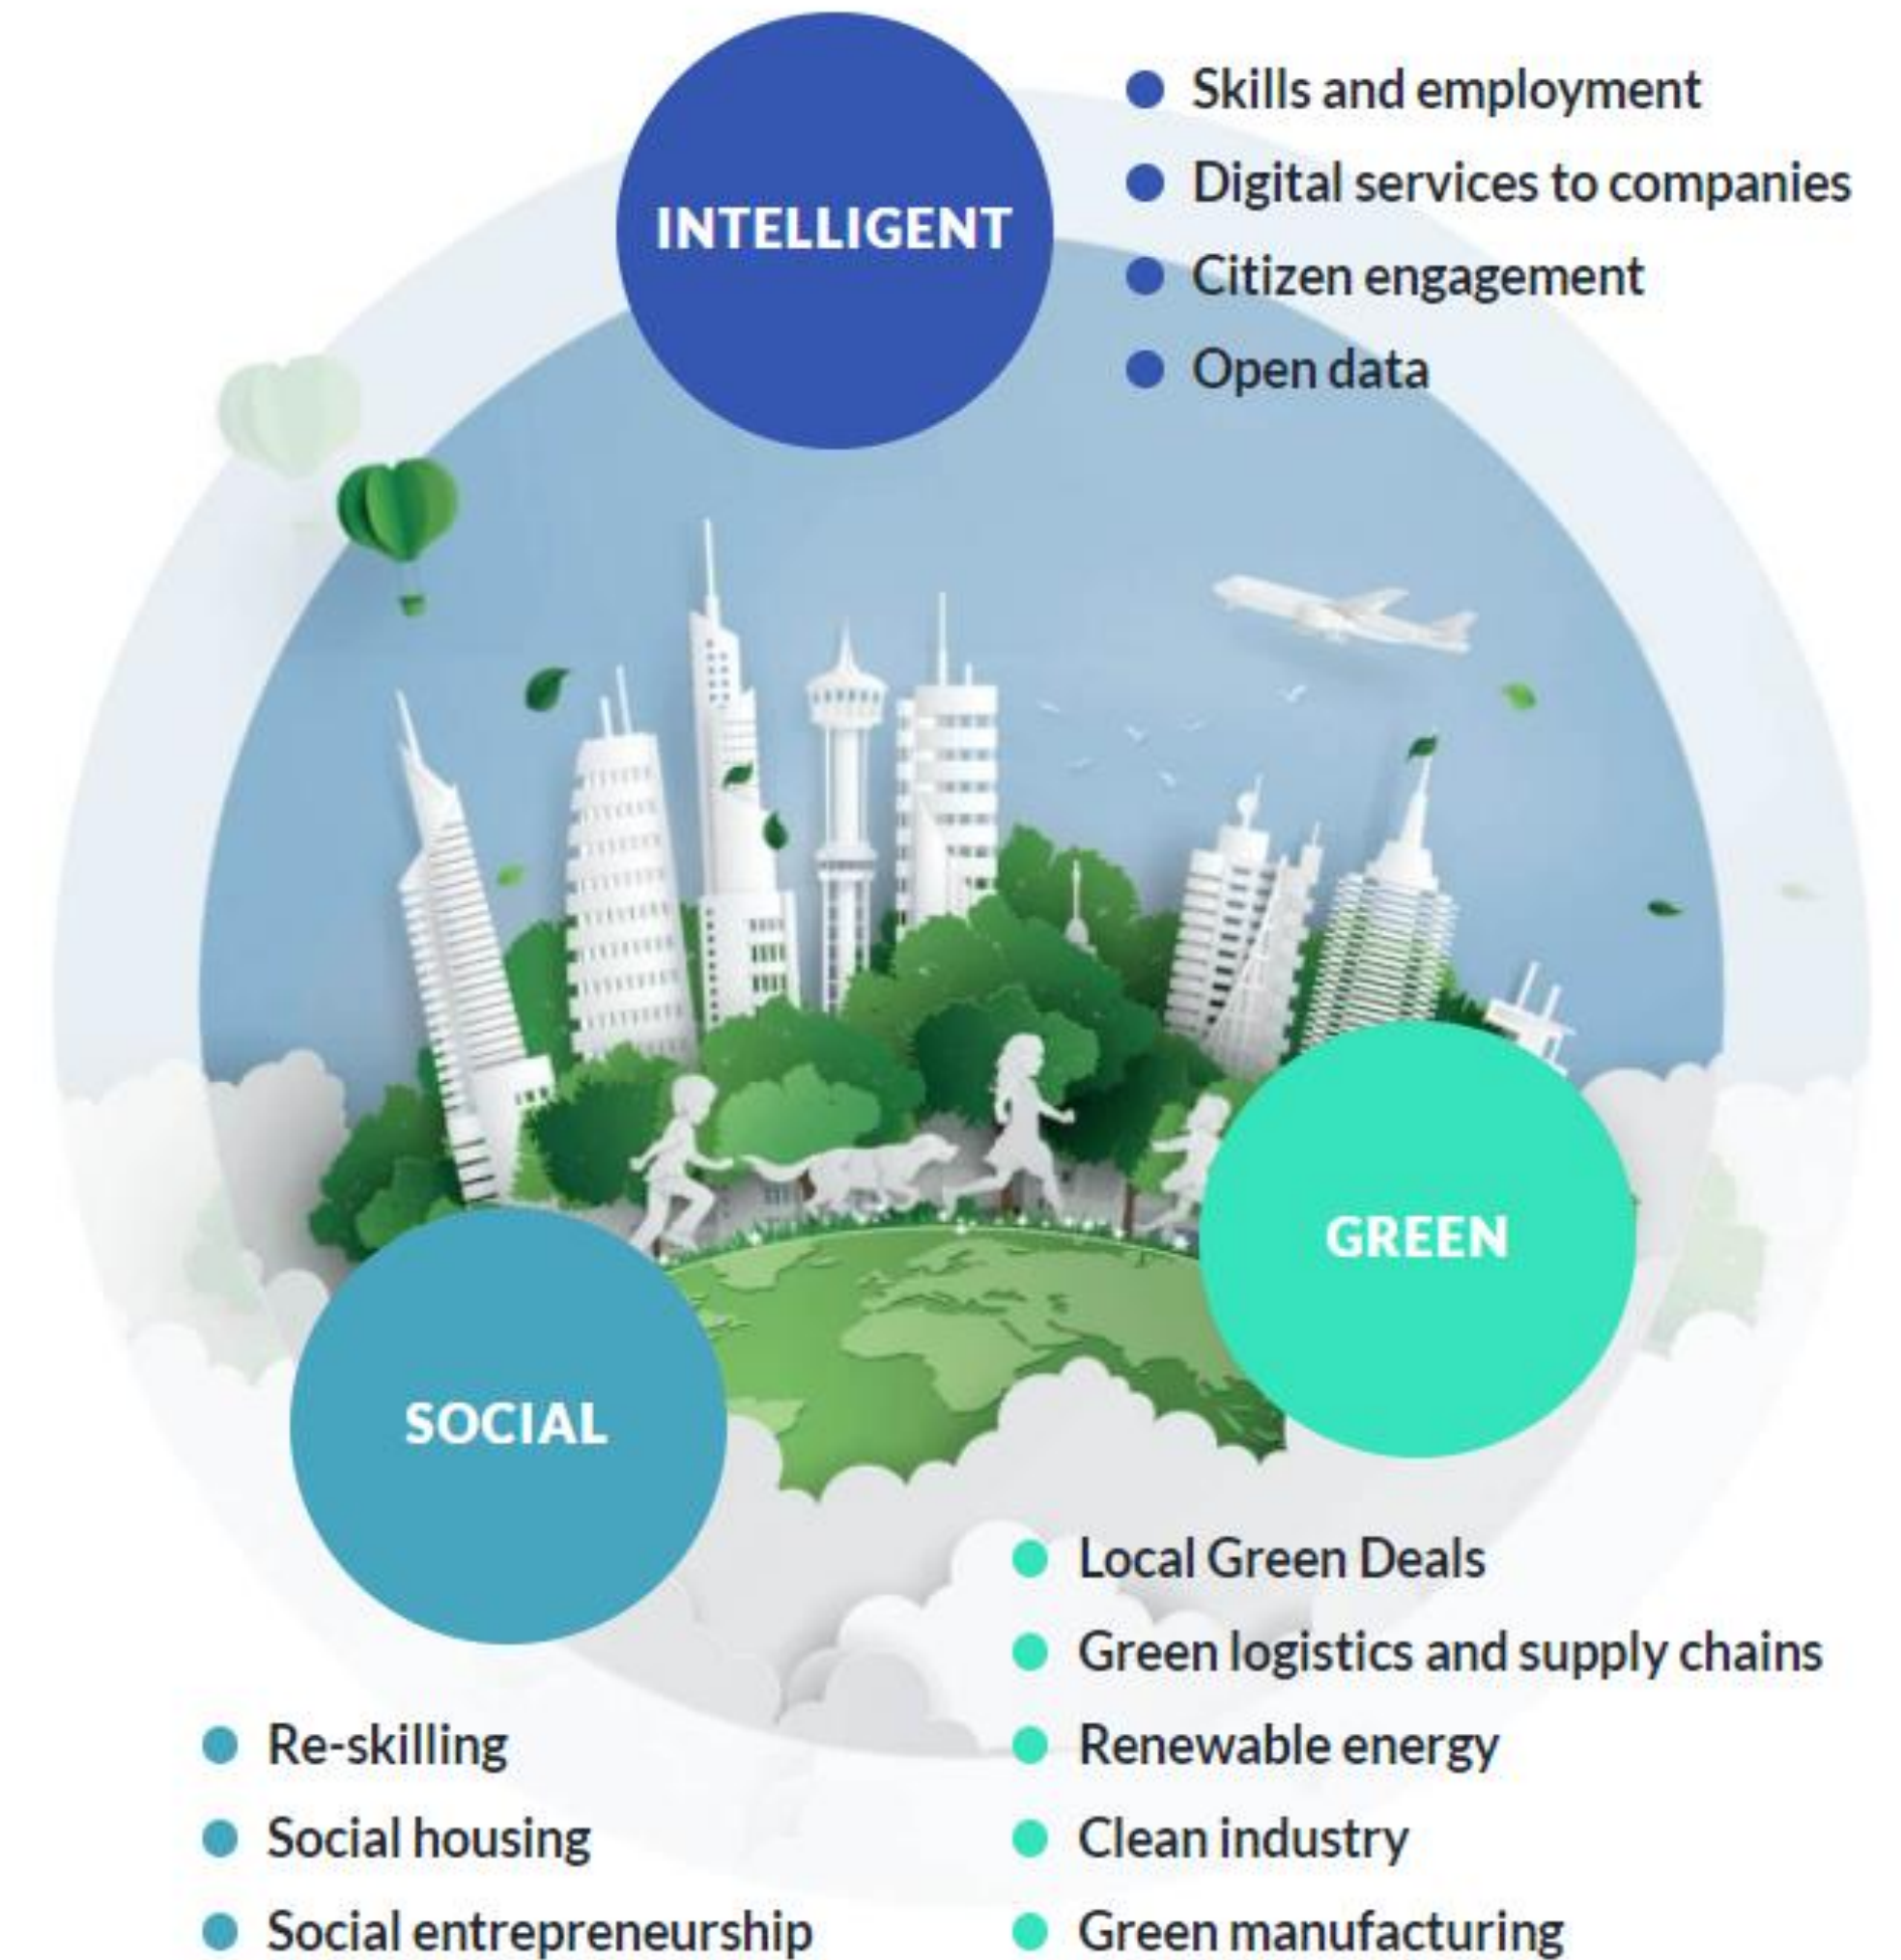 INTELLIGENT
Skills and employment
Digital services to companies
Citizen engagement
Open data
GREEN
Local Green Deals
Green logistics and supply chains
Renewable energy
Clean industry
Green manufacturing
SOCIAL
Re-skilling
Social housing
Social entrepreneurship